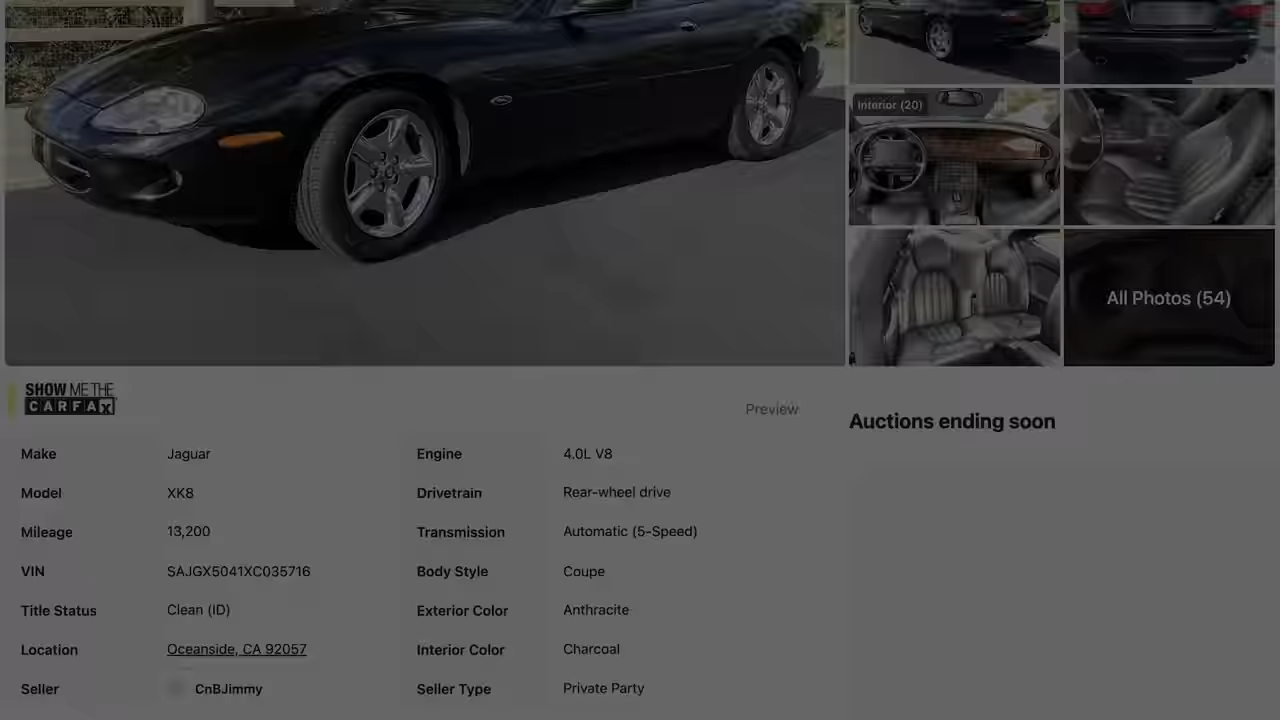 Interior (20)
All Photos (54)
SHOW ME THE
CARFAX
Preview
Auctions ending soon
Make Jaguar Engine 4.0L V8
Model XK8 Drivetrain Rear-wheel drive
Mileage 13,200 Transmission Automatic (5-Speed)
VIN SAJGX5041XC035716 Body Style Coupe
Title Status Clean (ID) Exterior Color Anthracite
Location Oceanside, CA 92057 Interior Color Charcoal
Seller CnBJimmy Seller Type Private Party